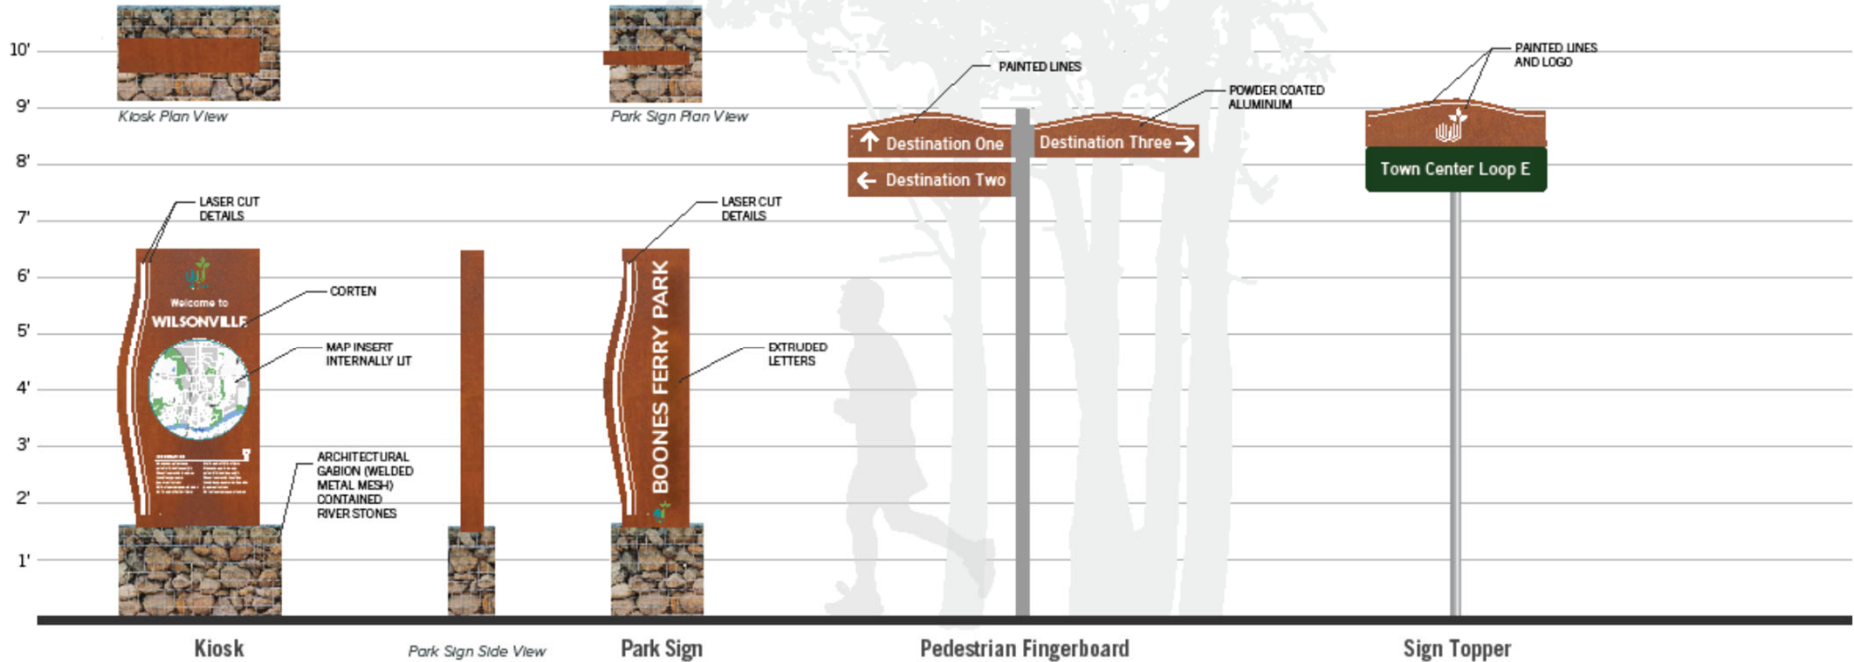 10'
9'
8'
7'
6'
5'
4'
3'
2'
1'
Kiosk Plan View
Park Sign Plan View
PAINTED LINES
POWDER COATED
ALUMINUM
PAINTED LINES
AND LOGO
LASER CUT
DETAILS
Welcome to
WILSONVILLE
CORTEN
MAP INSERT
INTERNALLY LIT
ARCHITECTURAL
GABION (WELDED
METAL MESH)
CONTAINED
RIVER STONES
LASER CUT
DETAILS
BOONES FERRY PARK
EXTRUDED
LETTERS
↑ Destination One
← Destination Two
Destination Three →
Town Center Loop E
Kiosk
Park Sign Side View
Park Sign
Pedestrian Fingerboard
Sign Topper